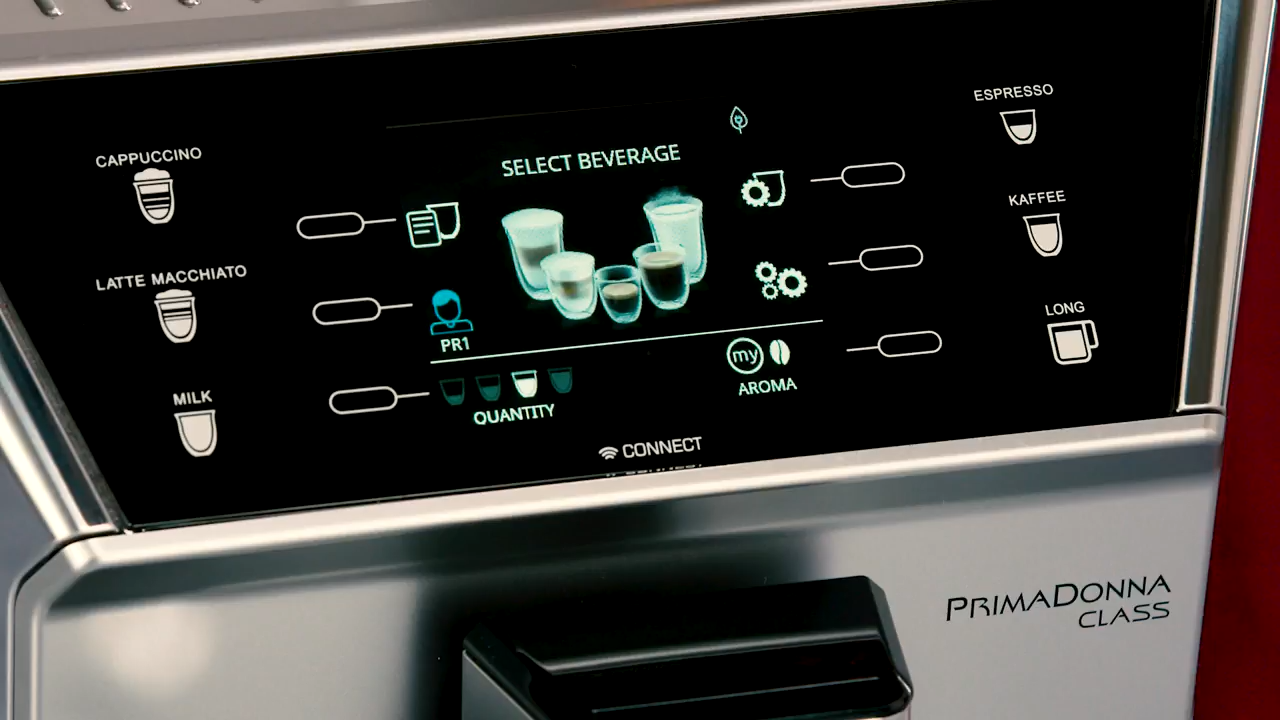 CAPPUCCINO
LATTE MACCHIATO
MILK
SELECT BEVERAGE
PR1
QUANTITY
my
AROMA
CONNECT
ESPRESSO
KAFFEE
LONG
PRIMADONNA
CLASS